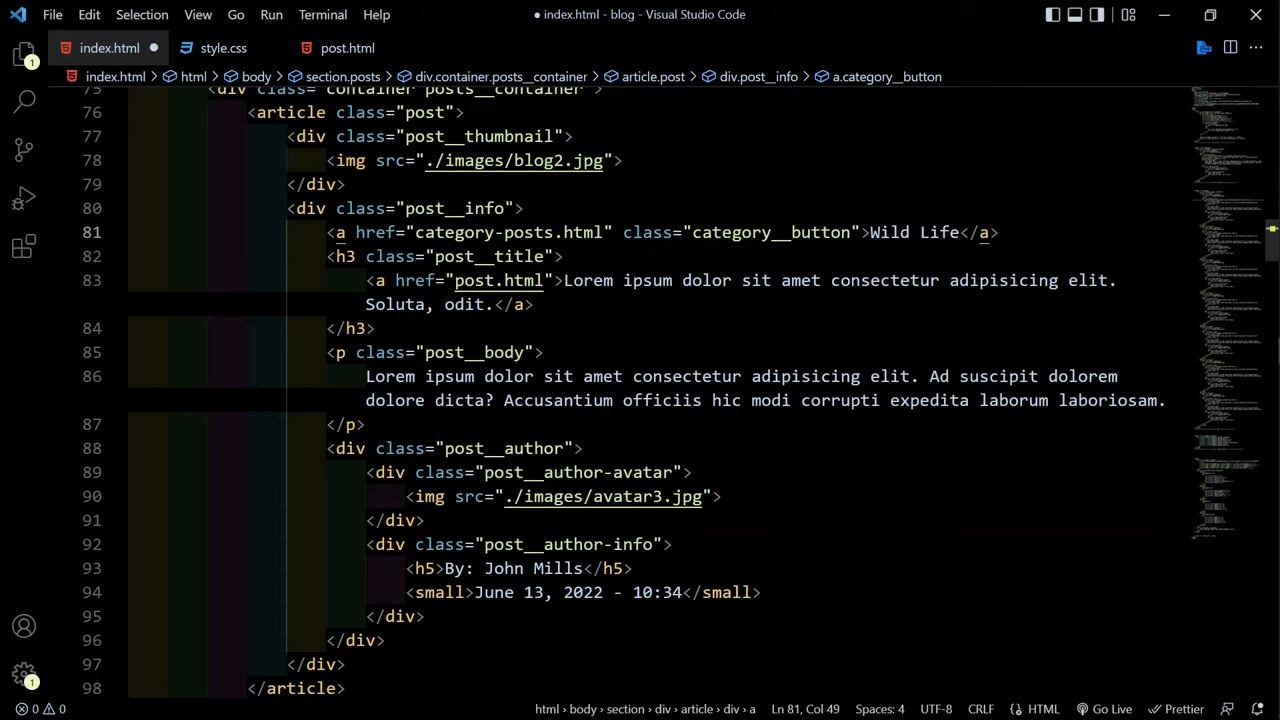 File Edit Selection View Go Run Terminal Help
● index.html - blog - Visual Studio Code
index.html ● style.css post.html
index.html > html > body > section.posts > div.container.posts__container > article.post > div.post__info > a.category__button
75 <div class="container posts__container">
76 <article class="post">
77 <div class="post__thumbnail">
78 <img src="./images/blog2.jpg">
79 </div>
80 <div class="post__info">
81 <a href="category-posts.html" class="category__button">Wild Life</a>
82 <h3 class="post__title">
83 <a href="post.html">Lorem ipsum dolor sit amet consectetur adipisicing elit.
Soluta, odit.</a>
84 </h3>
85 <p class="post__body">
86 Lorem ipsum dolor sit amet consectetur adipisicing elit. Ad suscipit dolorem
dolore dicta? Accusantium officiis hic modi corrupti expedita laborum laboriosam.
87 </p>
88 <div class="post__author">
89 <div class="post__author-avatar">
90 <img src="./images/avatar3.jpg">
91 </div>
92 <div class="post__author-info">
93 <h5>By: John Mills</h5>
94 <small>June 13, 2022 - 10:34</small>
95 </div>
96 </div>
97 </div>
98 </article>
1
1
0 0 html > body > section > div > article > div > a Ln 81, Col 49 Spaces: 4 UTF-8 CRLF HTML Go Live Prettier